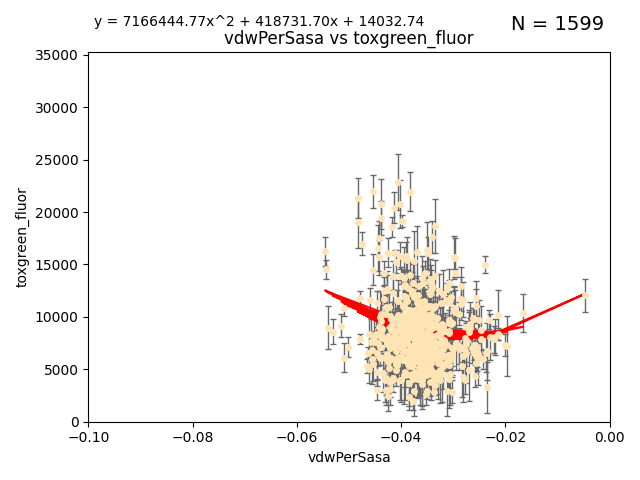 y = 7166444.77x^2 + 418731.70x + 14032.74
N = 1599
vdwPerSasa vs toxgreen_fluor
35000
30000
25000
20000
15000
10000
5000
0
toxgreen_fluor
−0.10
−0.08
−0.06
−0.04
−0.02
0.00
vdwPerSasa